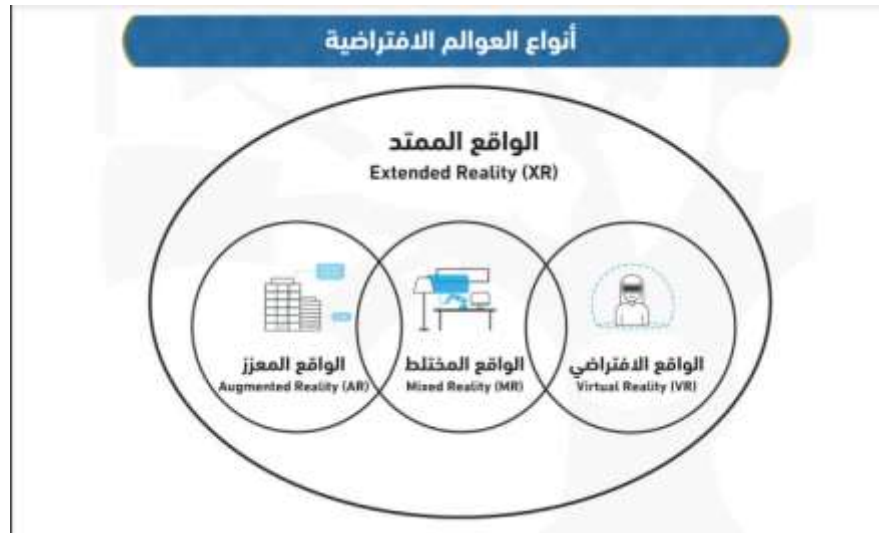 أنواع العوالم الافتراضية
الواقع الممتد
Extended Reality (XR)
الواقع الافتراضي
Virtual Reality (VR)
الواقع المختلط
Mixed Reality (MR)
الواقع المعزز
Augmented Reality (AR)